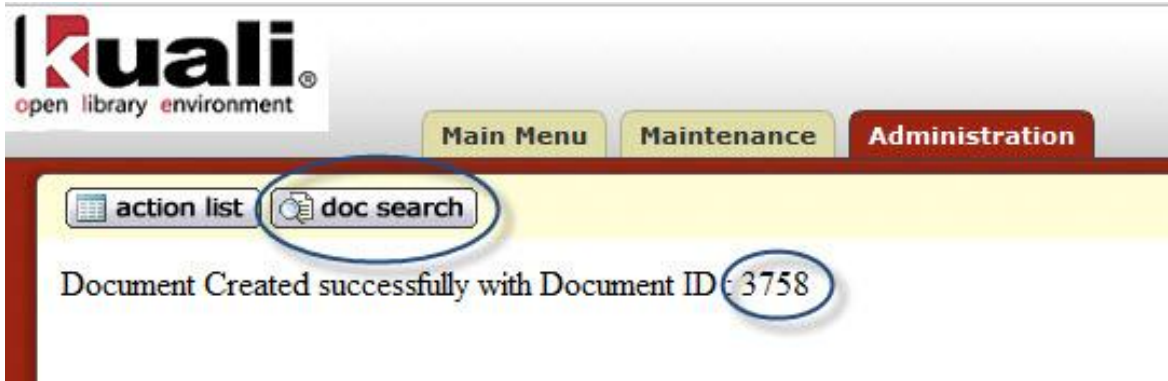 kuali®
open library environment
Main Menu Maintenance Administration
action list doc search
Document Created successfully with Document ID : 3758